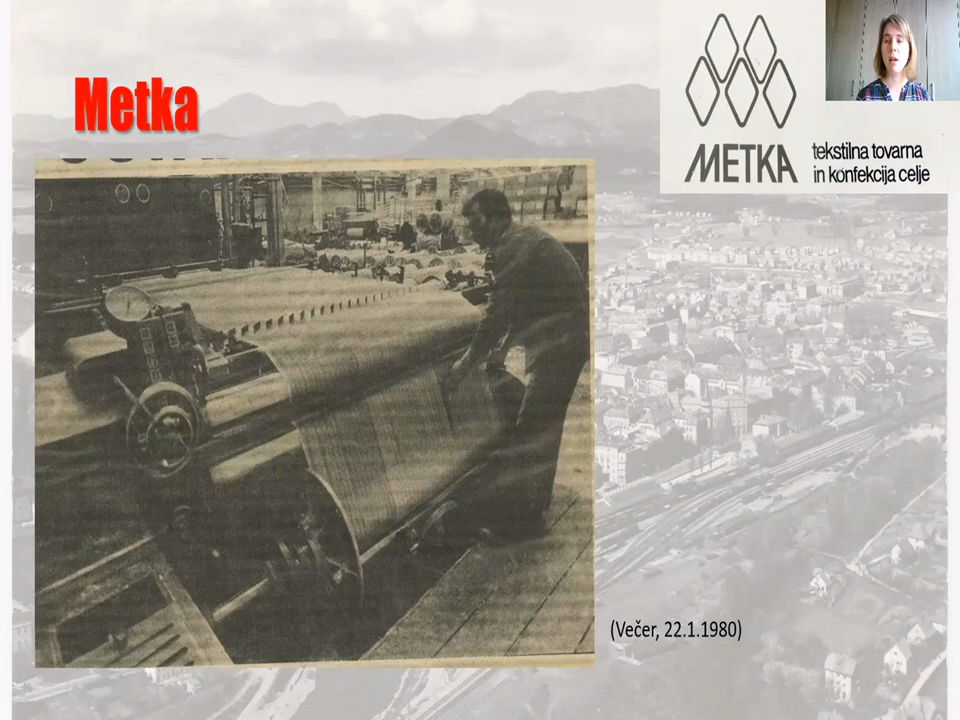 Metka
METKA
tekstilna tovarna
in konfekcija celje
(Večer, 22.1.1980)